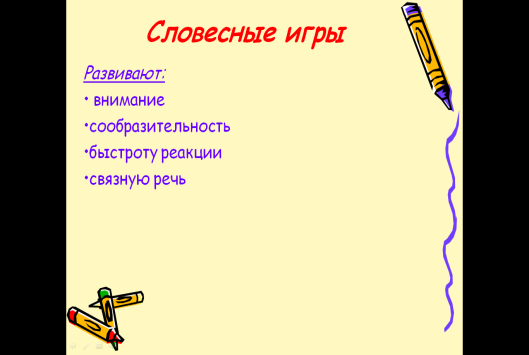 Словесные игры
Развивают:
• внимание
•сообразительность
•быстроту реакции
•связную речь